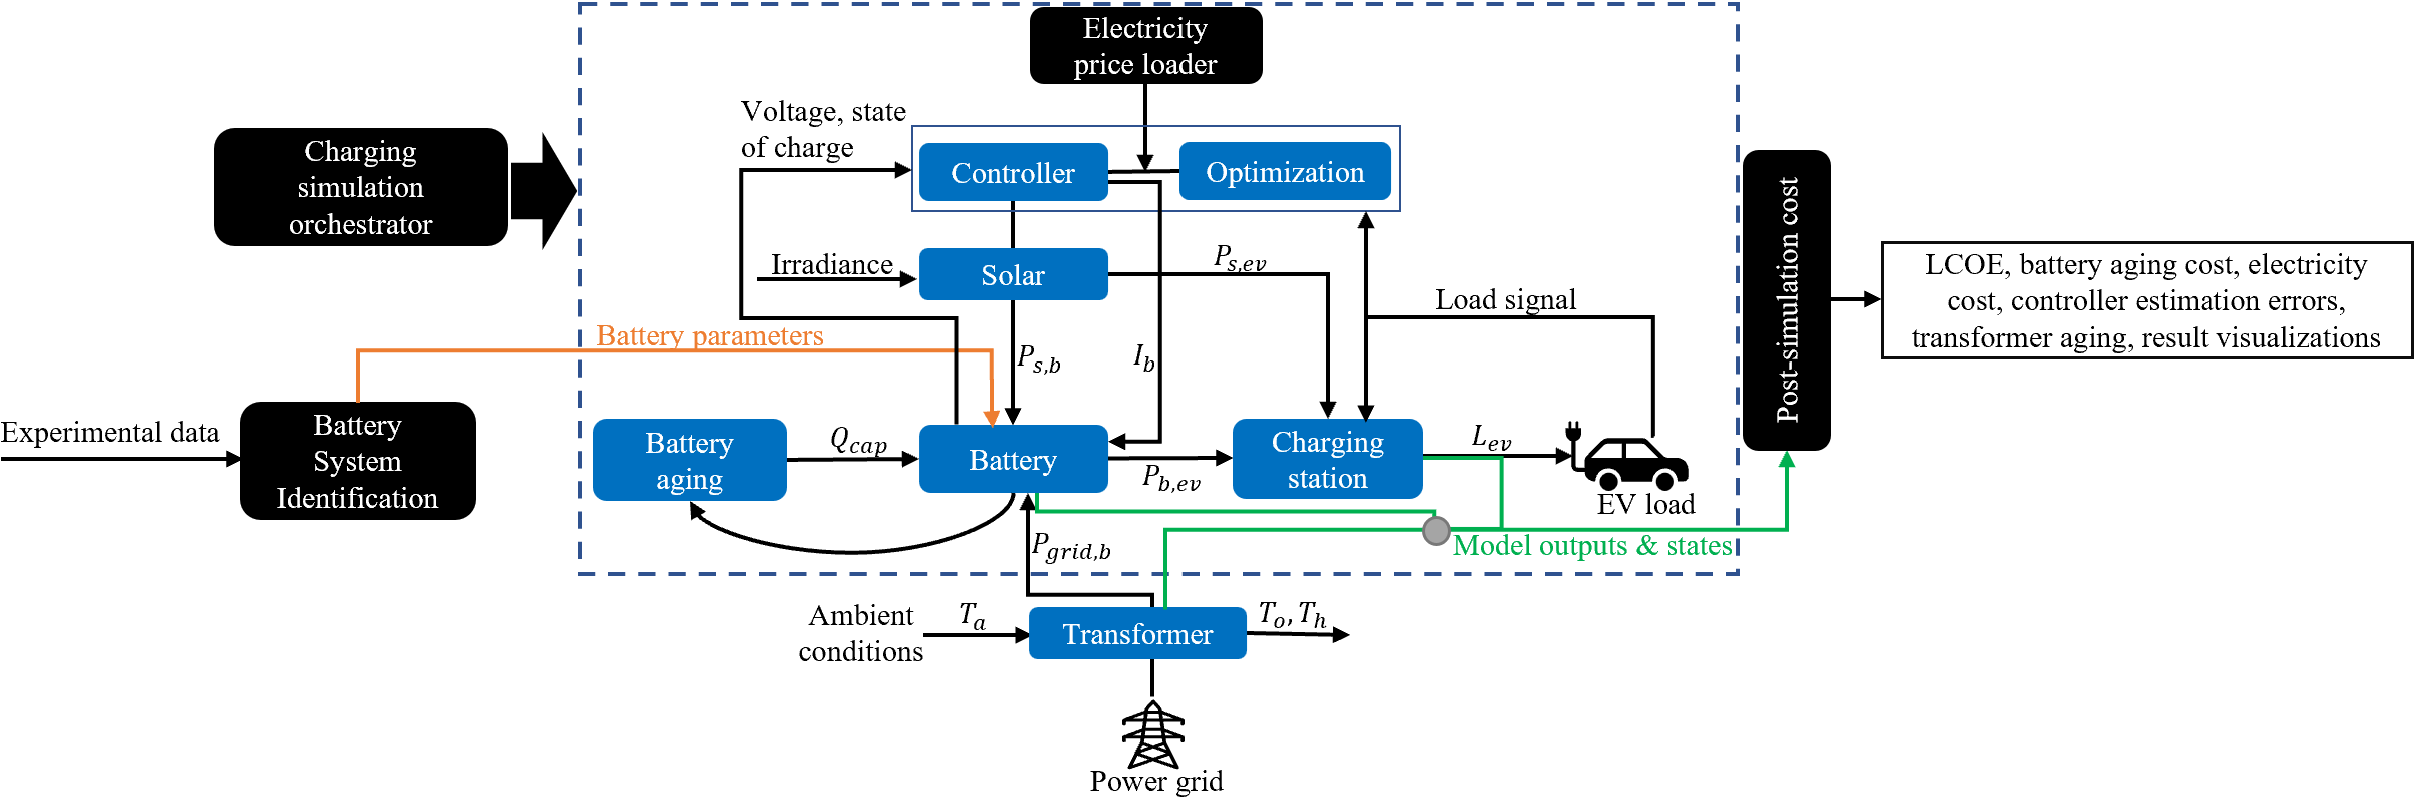 Electricity
price loader
Voltage, state
of charge
Charging
simulation
orchestrator
Controller
Optimization
Irradiance
Solar
P_{s,ev}
Load signal
Battery parameters
P_{s,b}
I_b
Post-simulation cost
LCOE, battery aging cost, electricity
cost, controller estimation errors,
transformer aging, result visualizations
Experimental data
Battery
System
Identification
Battery
aging
Q_{cap}
Battery
P_{b,ev}
Charging
station
L_{ev}
EV load
P_{grid,b}
Model outputs & states
Ambient
conditions
T_a
Transformer
T_o, T_h
Power grid